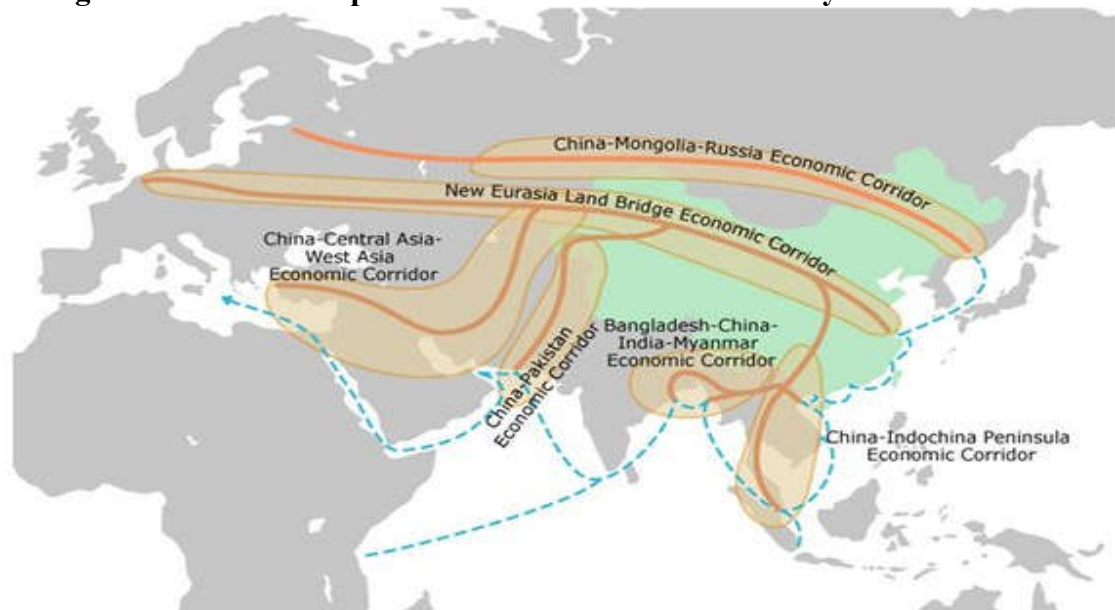 China-Mongolia-Russia Economic Corridor
New Eurasia Land Bridge Economic Corridor
China-Central Asia-
West Asia
Economic Corridor
Bangladesh-China-
India-Myanmar
Economic Corridor
China-Pakistan
Economic Corridor
China-Indochina Peninsula
Economic Corridor